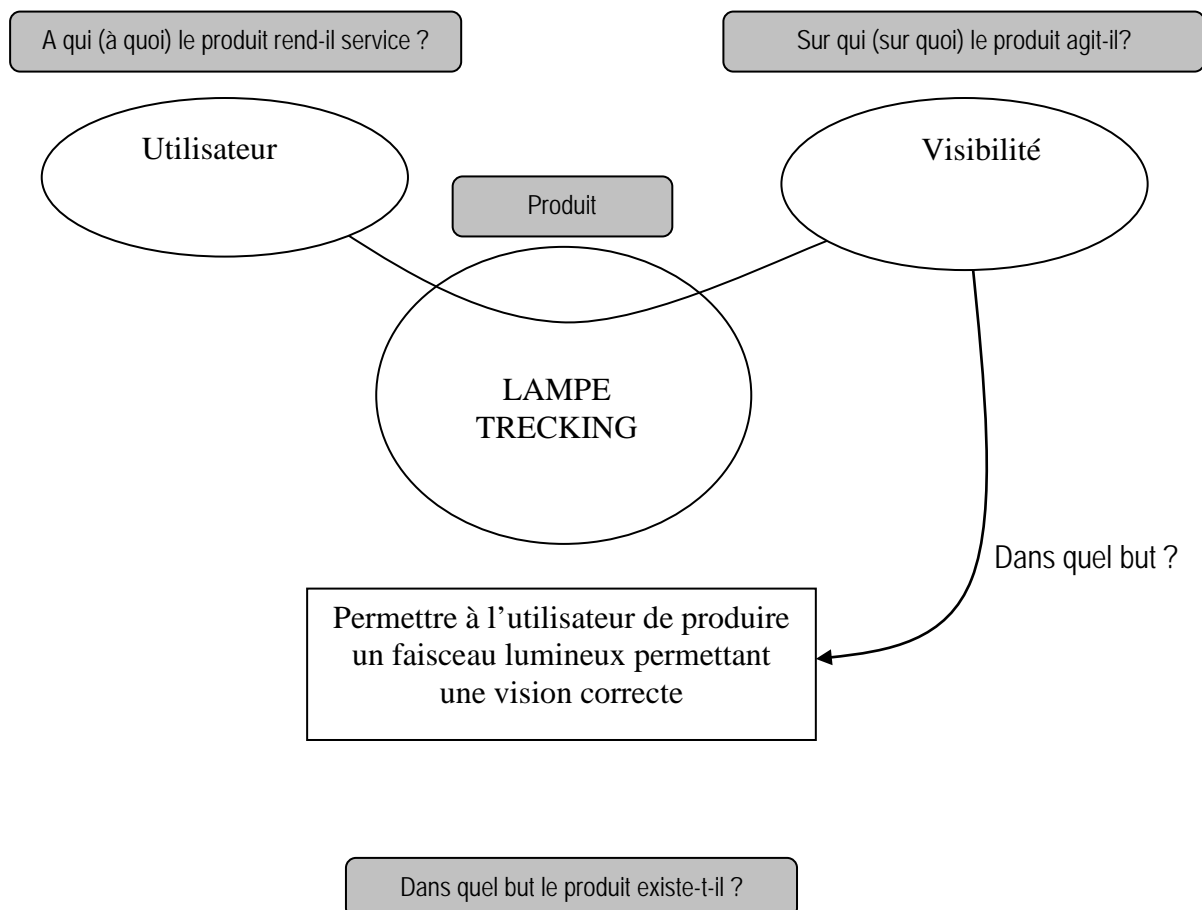 A qui (à quoi) le produit rend-il service ?
Sur qui (sur quoi) le produit agit-il?
Utilisateur
Visibilité
Produit
LAMPE
TRECKING
Dans quel but ?
Permettre à l’utilisateur de produire
un faisceau lumineux permettant
une vision correcte
Dans quel but le produit existe-t-il ?